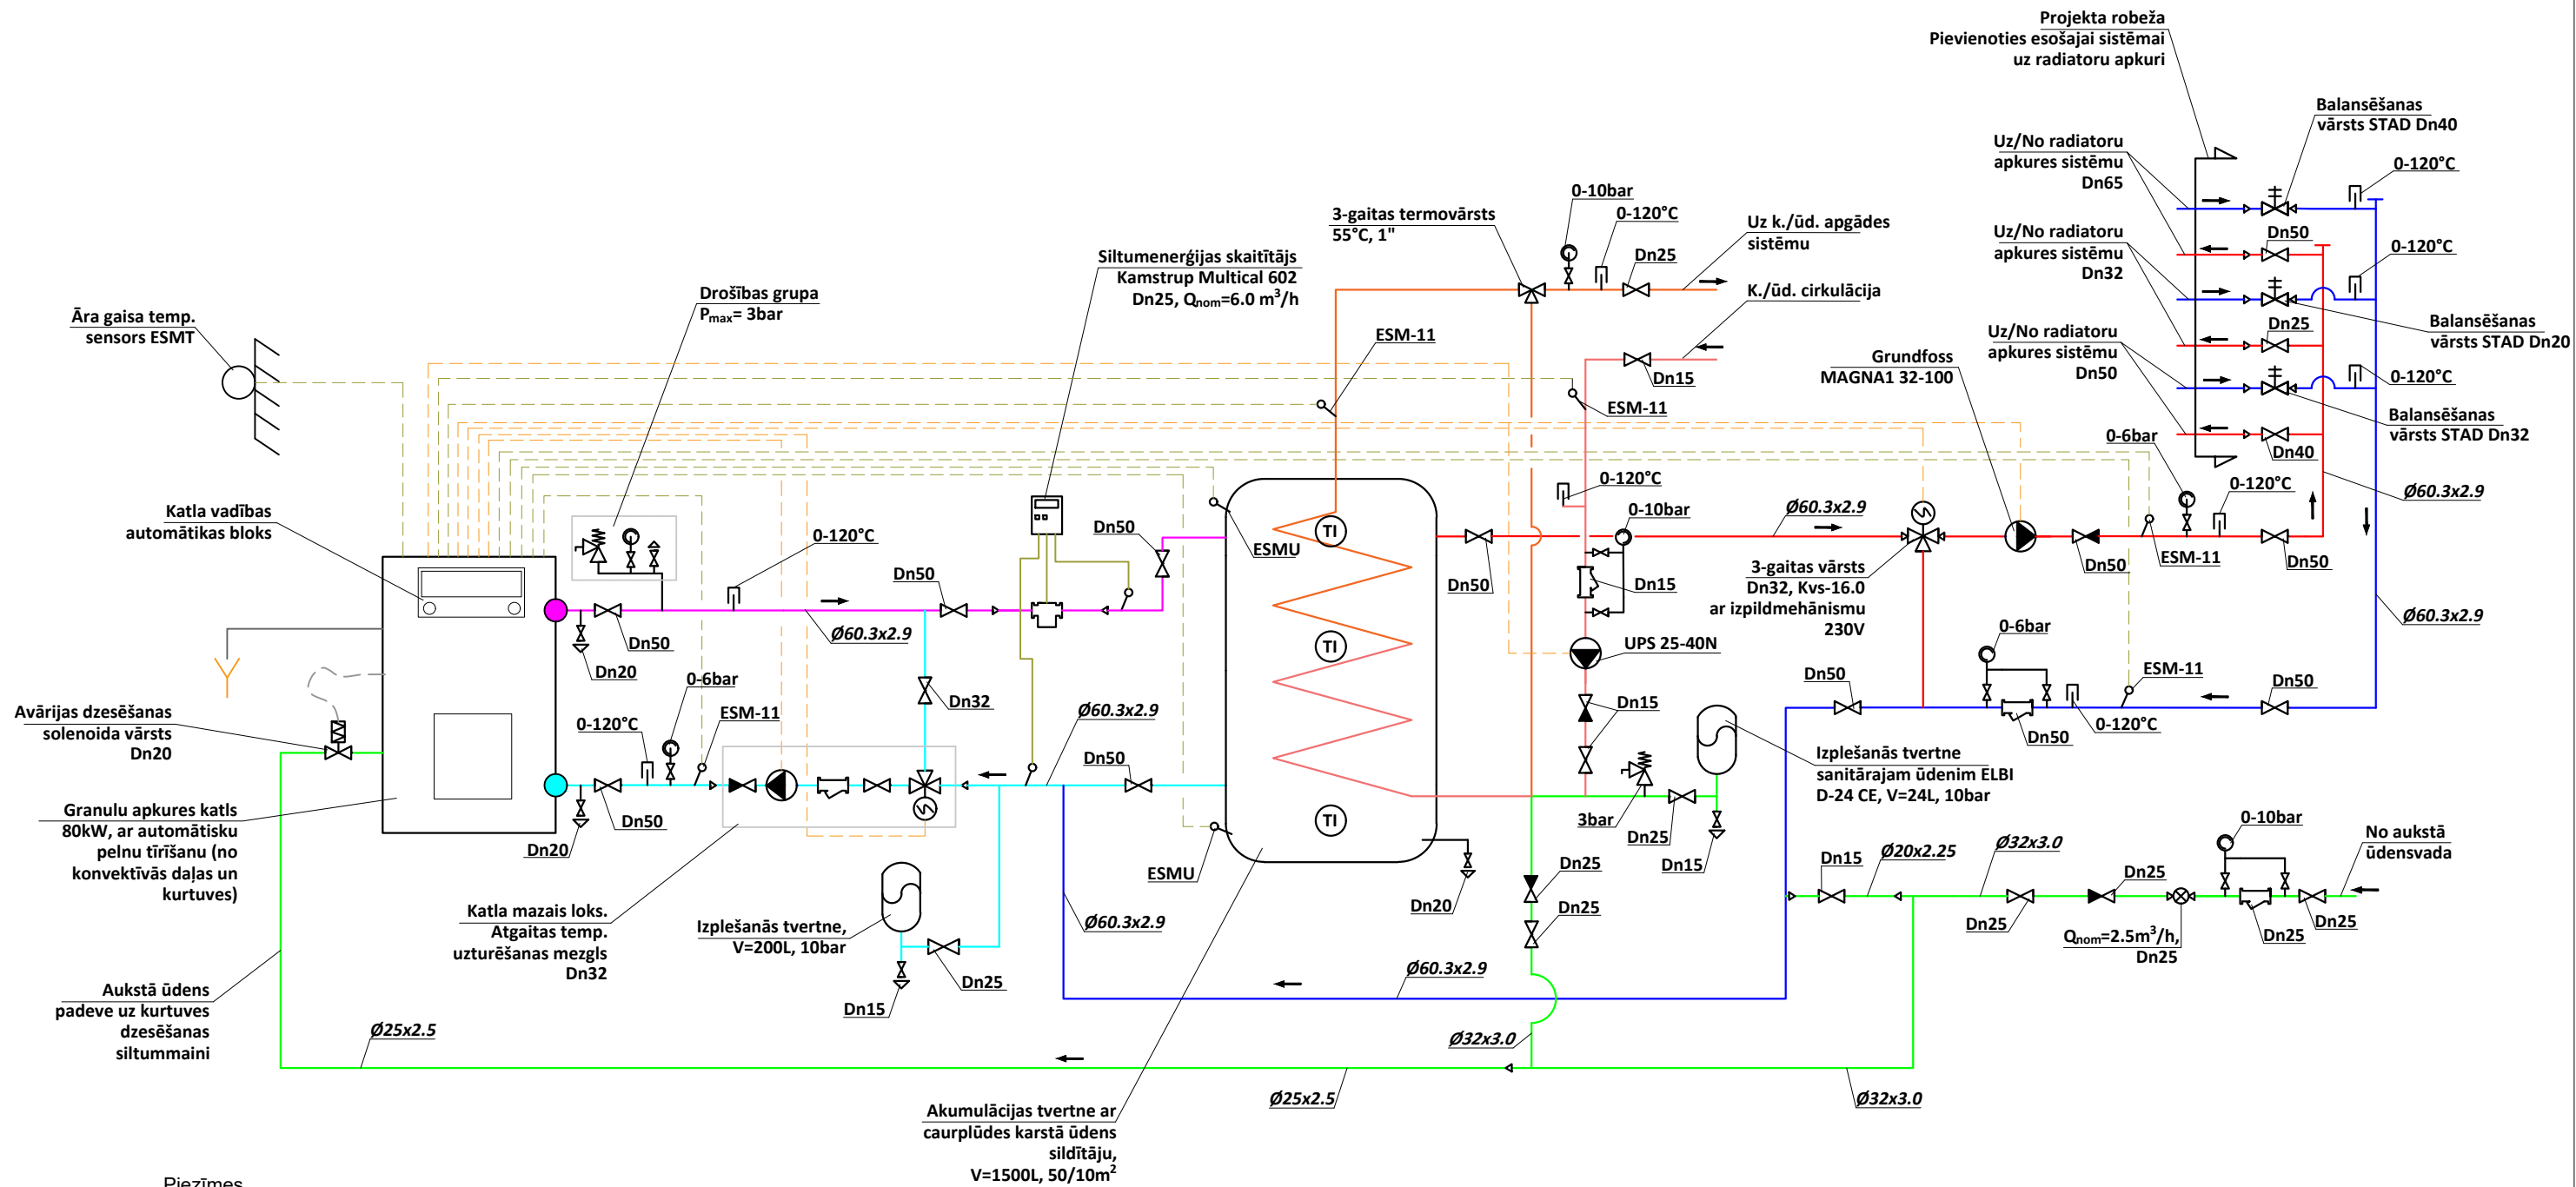 Projekta robeža
Pievienoties esošajai sistēmai
uz radiatoru apkuri
Balansēšanas
vārsts STAD Dn40
Uz/No radiatoru
apkures sistēmu
Dn65
0-120°C
0-10bar
3-gaitas termovārsts
55°C, 1"
0-120°C
Uz k./ūd. apgādes
sistēmu
Dn25
Uz/No radiatoru
apkures sistēmu
Dn32
Dn50
0-120°C
Siltumenerģijas skaitītājs
Kamstrup Multical 602
Dn25, Qnom=6.0 m³/h
K./ūd. cirkulācija
Drošības grupa
Pmax= 3bar
Āra gaisa temp.
sensors ESMT
ESM-11
Uz/No radiatoru
apkures sistēmu
Dn50
Dn25
Balansēšanas
vārsts STAD Dn20
Grundfoss
MAGNA1 32-100
Dn15
0-120°C
ESM-11
Balansēšanas
vārsts STAD Dn32
0-6bar
Dn40
0-120°C
0-120°C
Ø60.3x2.9
Katla vadības
automātikas bloks
0-120°C
Dn50
ESMU
0-10bar
Ø60.3x2.9
Dn50
ESM-11
Dn50
Dn50
Dn50
Dn15
3-gaitas vārsts
Dn32, Kvs-16.0
ar izpildmehānismu
230V
Dn50
Ø60.3x2.9
Dn20
Ø60.3x2.9
0-6bar
UPS 25-40N
Dn50
ESM-11
Dn50
0-6bar
Dn32
Avārijas dzesēšanas
solenoida vārsts
Dn20
0-120°C
ESM-11
Ø60.3x2.9
Dn15
0-120°C
Dn50
Dn50
Izplešanās tvertne
sanitārajam ūdenim ELBI
D-24 CE, V=24L, 10bar
Granulu apkures katls
80kW, ar automātisku
pelnu tīrīšanu (no
konvektīvās daļas un
kurtuves)
Dn50
Dn20
3bar
Dn25
Dn15
0-10bar
No aukstā
ūdensvada
ESMU
Dn25
Dn15
Ø20x2.25
Ø32x3.0
Dn25
Katla mazais loks.
Atgaitas temp.
uzturēšanas mezgls
Dn32
Izplešanās tvertne,
V=200L, 10bar
Ø60.3x2.9
Dn20
Dn25
Dn25
Dn25
Dn25
Qnom=2.5m³/h,
Dn25
Dn25
Dn15
Ø60.3x2.9
Aukstā ūdens
padeve uz kurtuves
dzesēšanas
siltummaini
Ø25x2.5
Ø32x3.0
Ø25x2.5
Ø32x3.0
Akumulācijas tvertne ar
caurplūdes karstā ūdens
sildītāju,
V=1500L, 50/10m²
TI
TI
TI
Piezīmes